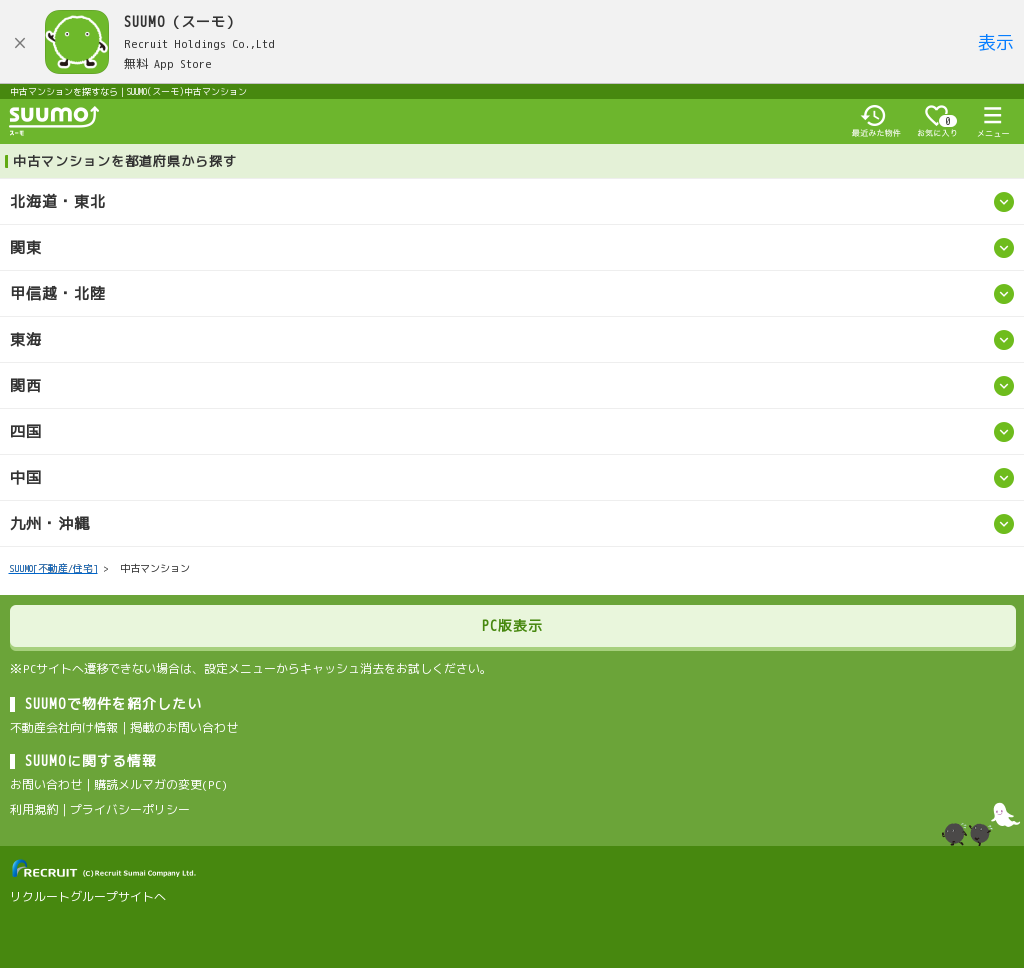 SUUMO (スーモ)
Recruit Holdings Co.,Ltd
無料 App Store
表示
中古マンションを探すなら｜SUUMO(スーモ)中古マンション
SUUMO
スーモ
最近みた物件
0
お気に入り
メニュー
中古マンションを都道府県から探す
北海道・東北
関東
甲信越・北陸
東海
関西
四国
中国
九州・沖縄
SUUMO[不動産/住宅] > 中古マンション
PC版表示
※PCサイトへ遷移できない場合は、設定メニューからキャッシュ消去をお試しください。
SUUMOで物件を紹介したい
不動産会社向け情報｜掲載のお問い合わせ
SUUMOに関する情報
お問い合わせ｜購読メルマガの変更(PC)
利用規約｜プライバシーポリシー
RECRUIT (C)Recruit Sumai Company Ltd.
リクルートグループサイトへ